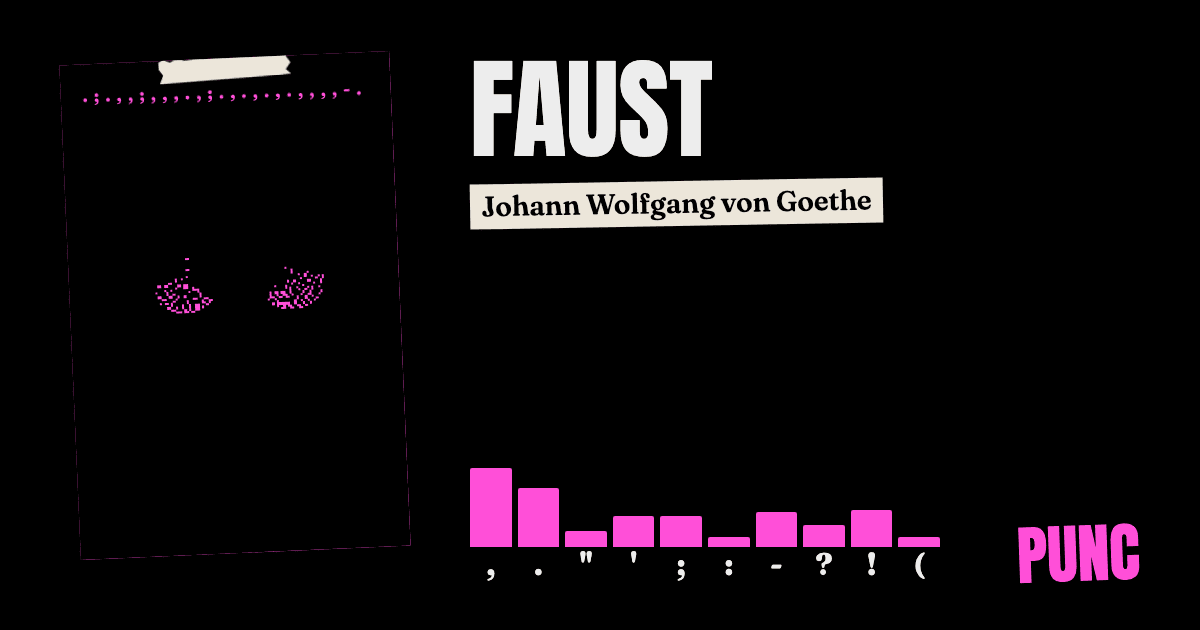 .;.,,;,,,.,;.,,.,.,.,,,,-.
FAUST
Johann Wolfgang von Goethe
, . " ' ; : - ? ! (
PUNC